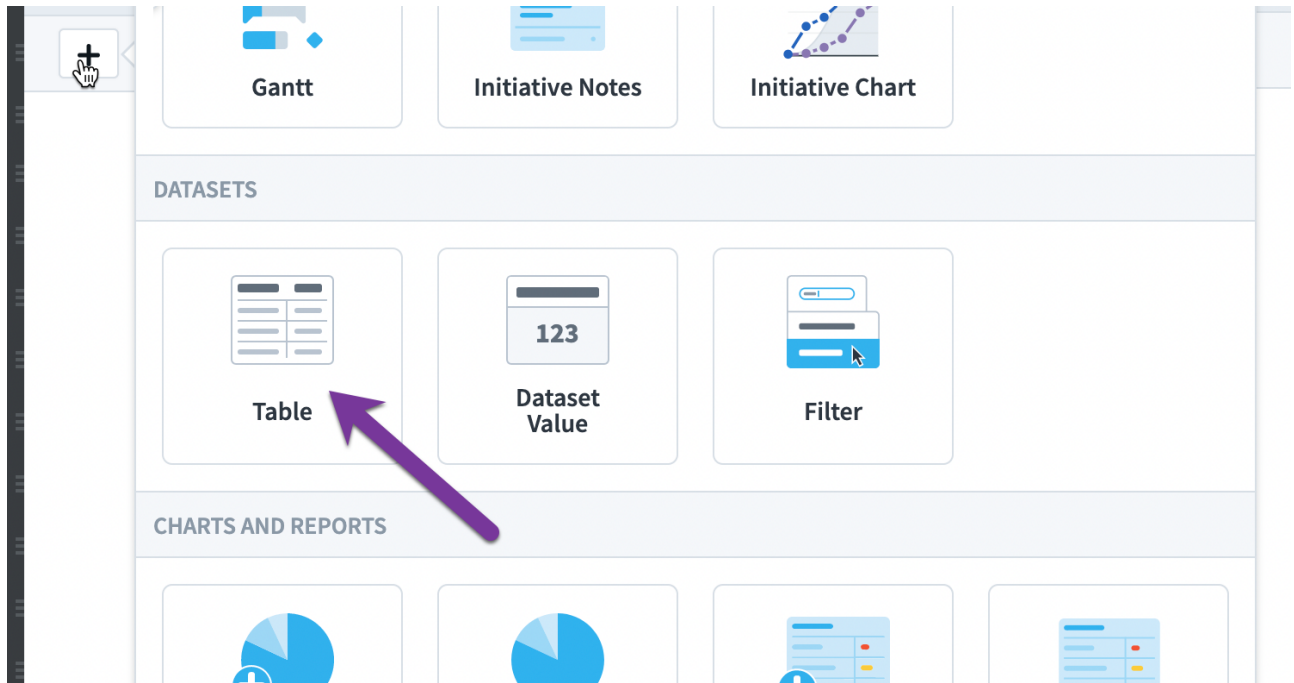 Gantt
Initiative Notes
Initiative Chart
DATASETS
Table
123
Dataset
Value
Filter
CHARTS AND REPORTS